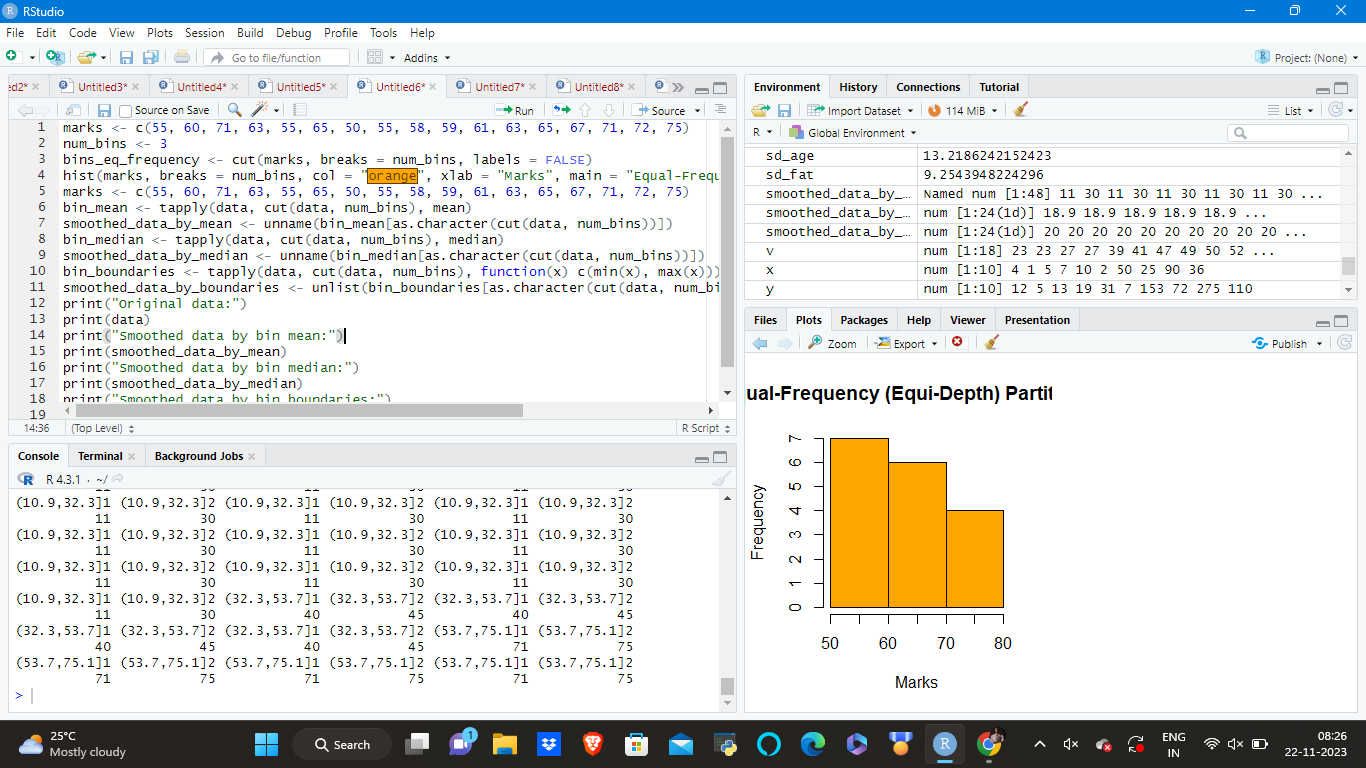 RStudio
File Edit Code View Plots Session Build Debug Profile Tools Help
Go to file/function Addins Project: (None)
ed2* Untitled3* Untitled4* Untitled5* Untitled6* Untitled7* Untitled8*
Source on Save Run Source
1 marks <- c(55, 60, 71, 63, 55, 65, 50, 55, 58, 59, 61, 63, 65, 67, 71, 72, 75)
2 num_bins <- 3
3 bins_eq_frequency <- cut(marks, breaks = num_bins, labels = FALSE)
4 hist(marks, breaks = num_bins, col = "orange", xlab = "Marks", main = "Equal-Frequ
5 marks <- c(55, 60, 71, 63, 55, 65, 50, 55, 58, 59, 61, 63, 65, 67, 71, 72, 75)
6 bin_mean <- tapply(data, cut(data, num_bins), mean)
7 smoothed_data_by_mean <- unname(bin_mean[as.character(cut(data, num_bins))])
8 bin_median <- tapply(data, cut(data, num_bins), median)
9 smoothed_data_by_median <- unname(bin_median[as.character(cut(data, num_bins))])
10 bin_boundaries <- tapply(data, cut(data, num_bins), function(x) c(min(x), max(x)))
11 smoothed_data_by_boundaries <- unlist(bin_boundaries[as.character(cut(data, num_bi
12 print("Original data:")
13 print(data)
14 print("Smoothed data by bin mean:")
15 print(smoothed_data_by_mean)
16 print("Smoothed data by bin median:")
17 print(smoothed_data_by_median)
18 print("Smoothed data by bin boundaries:")
19
14:36 (Top Level) R Script
Console Terminal Background Jobs
R 4.3.1 · ~/
11 30 11 30 11 30
(10.9,32.3]1 (10.9,32.3]2 (10.9,32.3]1 (10.9,32.3]2 (10.9,32.3]1 (10.9,32.3]2
11 30 11 30 11 30
(10.9,32.3]1 (10.9,32.3]2 (10.9,32.3]1 (10.9,32.3]2 (10.9,32.3]1 (10.9,32.3]2
11 30 11 30 11 30
(10.9,32.3]1 (10.9,32.3]2 (10.9,32.3]1 (10.9,32.3]2 (10.9,32.3]1 (10.9,32.3]2
11 30 11 30 11 30
(10.9,32.3]1 (10.9,32.3]2 (32.3,53.7]1 (32.3,53.7]2 (32.3,53.7]1 (32.3,53.7]2
11 30 40 45 40 45
(32.3,53.7]1 (32.3,53.7]2 (32.3,53.7]1 (32.3,53.7]2 (53.7,75.1]1 (53.7,75.1]2
40 45 40 45 71 75
(53.7,75.1]1 (53.7,75.1]2 (53.7,75.1]1 (53.7,75.1]2 (53.7,75.1]1 (53.7,75.1]2
71 75 71 75 71 75
>
Environment History Connections Tutorial
Import Dataset 114 MiB List
R Global Environment
sd_age 13.2186242152423
sd_fat 9.2543948224296
smoothed_data_by_... Named num [1:48] 11 30 11 30 11 30 11 30 11 30 ...
smoothed_data_by_... num [1:24(1d)] 18.9 18.9 18.9 18.9 18.9 ...
smoothed_data_by_... num [1:24(1d)] 20 20 20 20 20 20 20 20 20 20 ...
v num [1:18] 23 23 27 27 39 41 47 49 50 52 ...
x num [1:10] 4 1 5 7 10 2 50 25 90 36
y num [1:10] 12 5 13 19 31 7 153 72 275 110
Files Plots Packages Help Viewer Presentation
Zoom Export Publish
ual-Frequency (Equi-Depth) Partit
Frequency
0 1 2 3 4 5 6 7
50 60 70 80
Marks
25°C
Mostly cloudy
Search
1
ENG
IN
08:26
22-11-2023